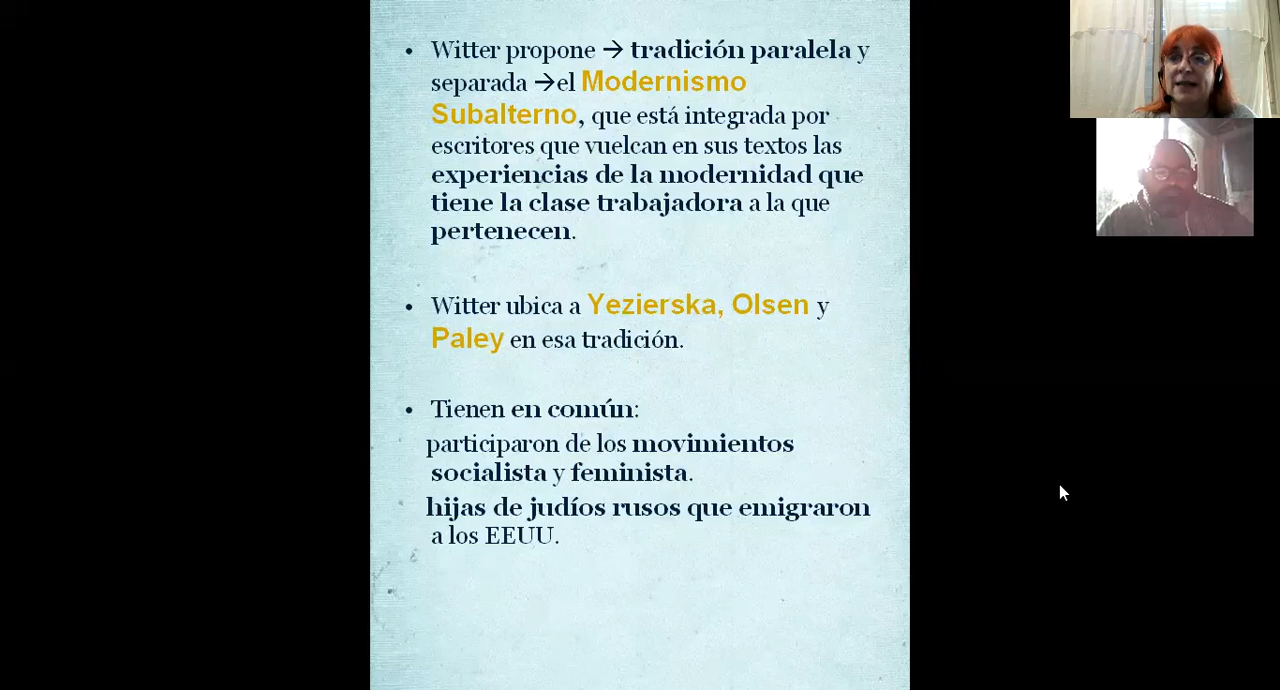 • Witter propone → tradición paralela y
separada →el Modernismo
Subalterno, que está integrada por
escritores que vuelcan en sus textos las
experiencias de la modernidad que
tiene la clase trabajadora a la que
pertenecen.
• Witter ubica a Yezierska, Olsen y
Paley en esa tradición.
• Tienen en común:
participaron de los movimientos
socialista y feminista.
hijas de judíos rusos que emigraron
a los EEUU.